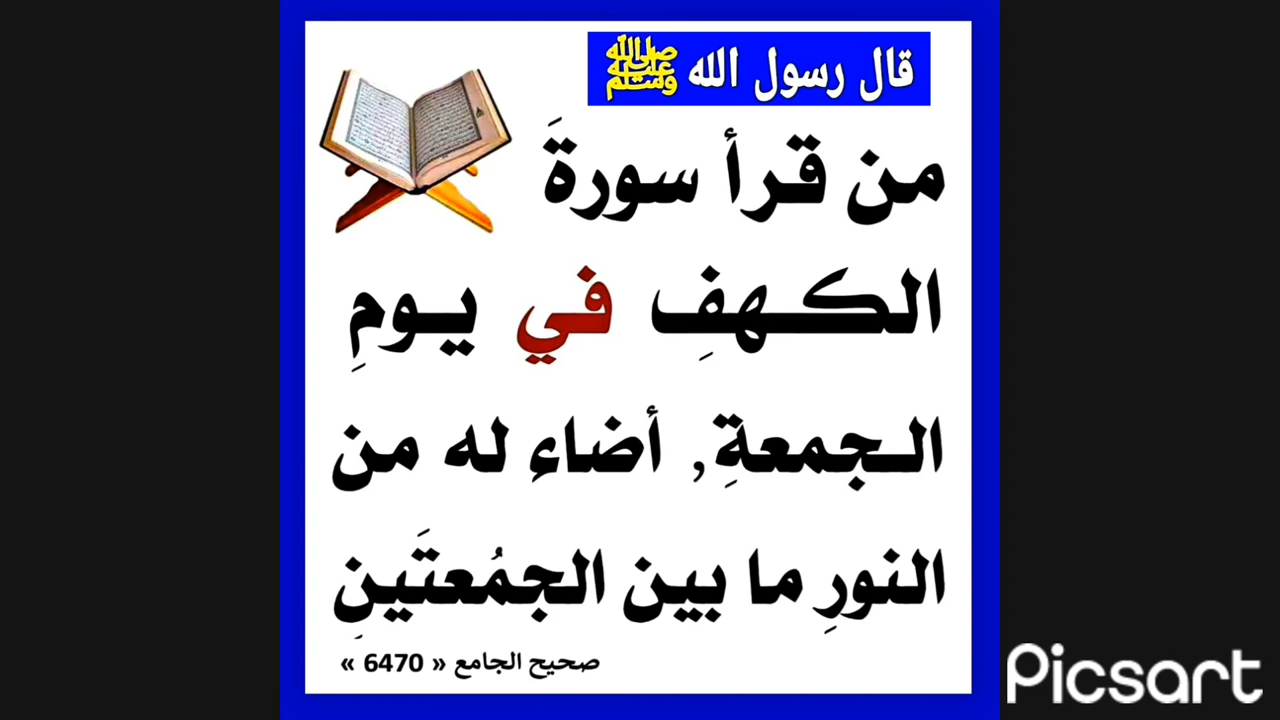 قال رسول الله ﷺ
من قرأ سورةَ
الكهفِ في يومِ
الجمعةِ, أضاء له من
النورِ ما بين الجمُعتَينِ
صحيح الجامع « 6470 »
Picsart